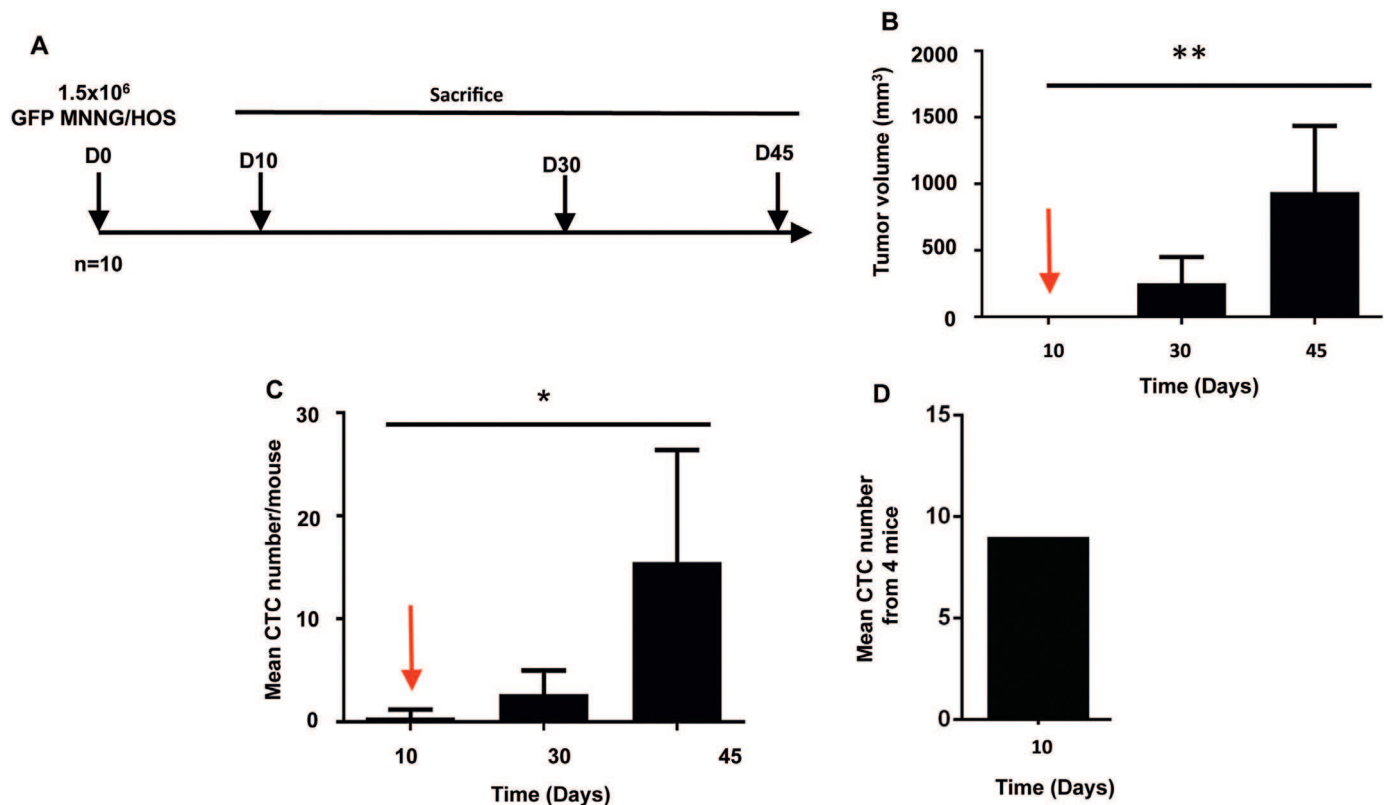 A
1.5x10⁶
GFP MNNG/HOS
Sacrifice
D0
D10
D30
D45
n=10
B
**
Tumor volume (mm³)
2000
1500
1000
500
0
10 30 45
Time (Days)
C
*
Mean CTC number/mouse
30
20
10
0
10 30 45
Time (Days)
D
Mean CTC number
from 4 mice
15
10
5
0
10
Time (Days)